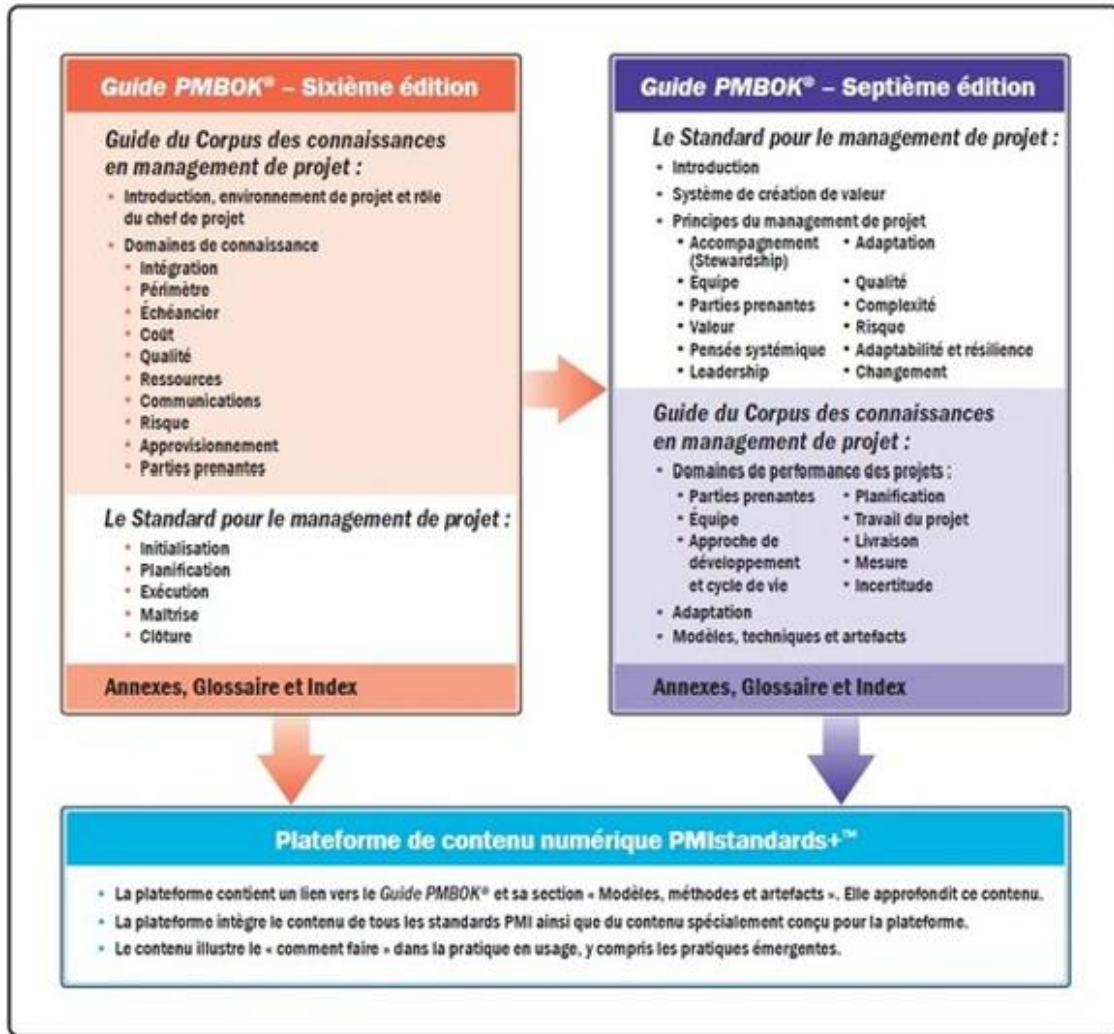 Guide PMBOK® – Sixième édition
Guide du Corpus des connaissances
en management de projet :
• Introduction, environnement de projet et rôle
du chef de projet
• Domaines de connaissance
• Intégration
• Périmètre
• Échéancier
• Coût
• Qualité
• Ressources
• Communications
• Risque
• Approvisionnement
• Parties prenantes
Le Standard pour le management de projet :
• Initialisation
• Planification
• Exécution
• Maîtrise
• Clôture
Annexes, Glossaire et Index
Guide PMBOK® – Septième édition
Le Standard pour le management de projet :
• Introduction
• Système de création de valeur
• Principes du management de projet
• Accompagnement
(Stewardship)
• Équipe
• Parties prenantes
• Valeur
• Pensée systémique
• Leadership
• Adaptation
• Qualité
• Complexité
• Risque
• Adaptabilité et résilience
• Changement
Guide du Corpus des connaissances
en management de projet :
• Domaines de performance des projets :
• Parties prenantes
• Équipe
• Approche de
développement
et cycle de vie
• Planification
• Travail du projet
• Livraison
• Mesure
• Incertitude
• Adaptation
• Modèles, techniques et artefacts
Annexes, Glossaire et Index
Plateforme de contenu numérique PMIstandards+™
• La plateforme contient un lien vers le Guide PMBOK® et sa section « Modèles, méthodes et artefacts ». Elle approfondit ce contenu.
• La plateforme intègre le contenu de tous les standards PMI ainsi que du contenu spécialement conçu pour la plateforme.
• Le contenu illustre le « comment faire » dans la pratique en usage, y compris les pratiques émergentes.